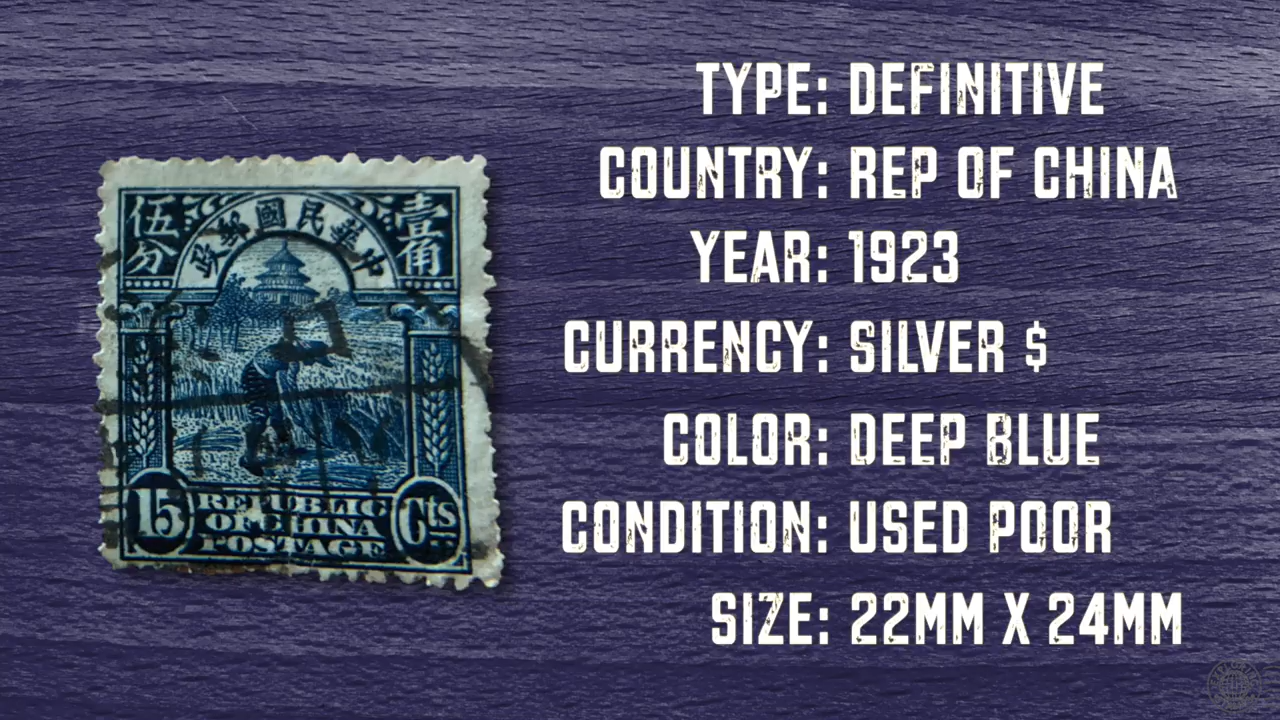 TYPE: DEFINITIVE
COUNTRY: REP OF CHINA
YEAR: 1923
CURRENCY: SILVER $
COLOR: DEEP BLUE
CONDITION: USED POOR
SIZE: 22MM X 24MM
中華民國郵政
壹角
伍分
15
REPUBLIC
OF CHINA
POSTAGE
Cts